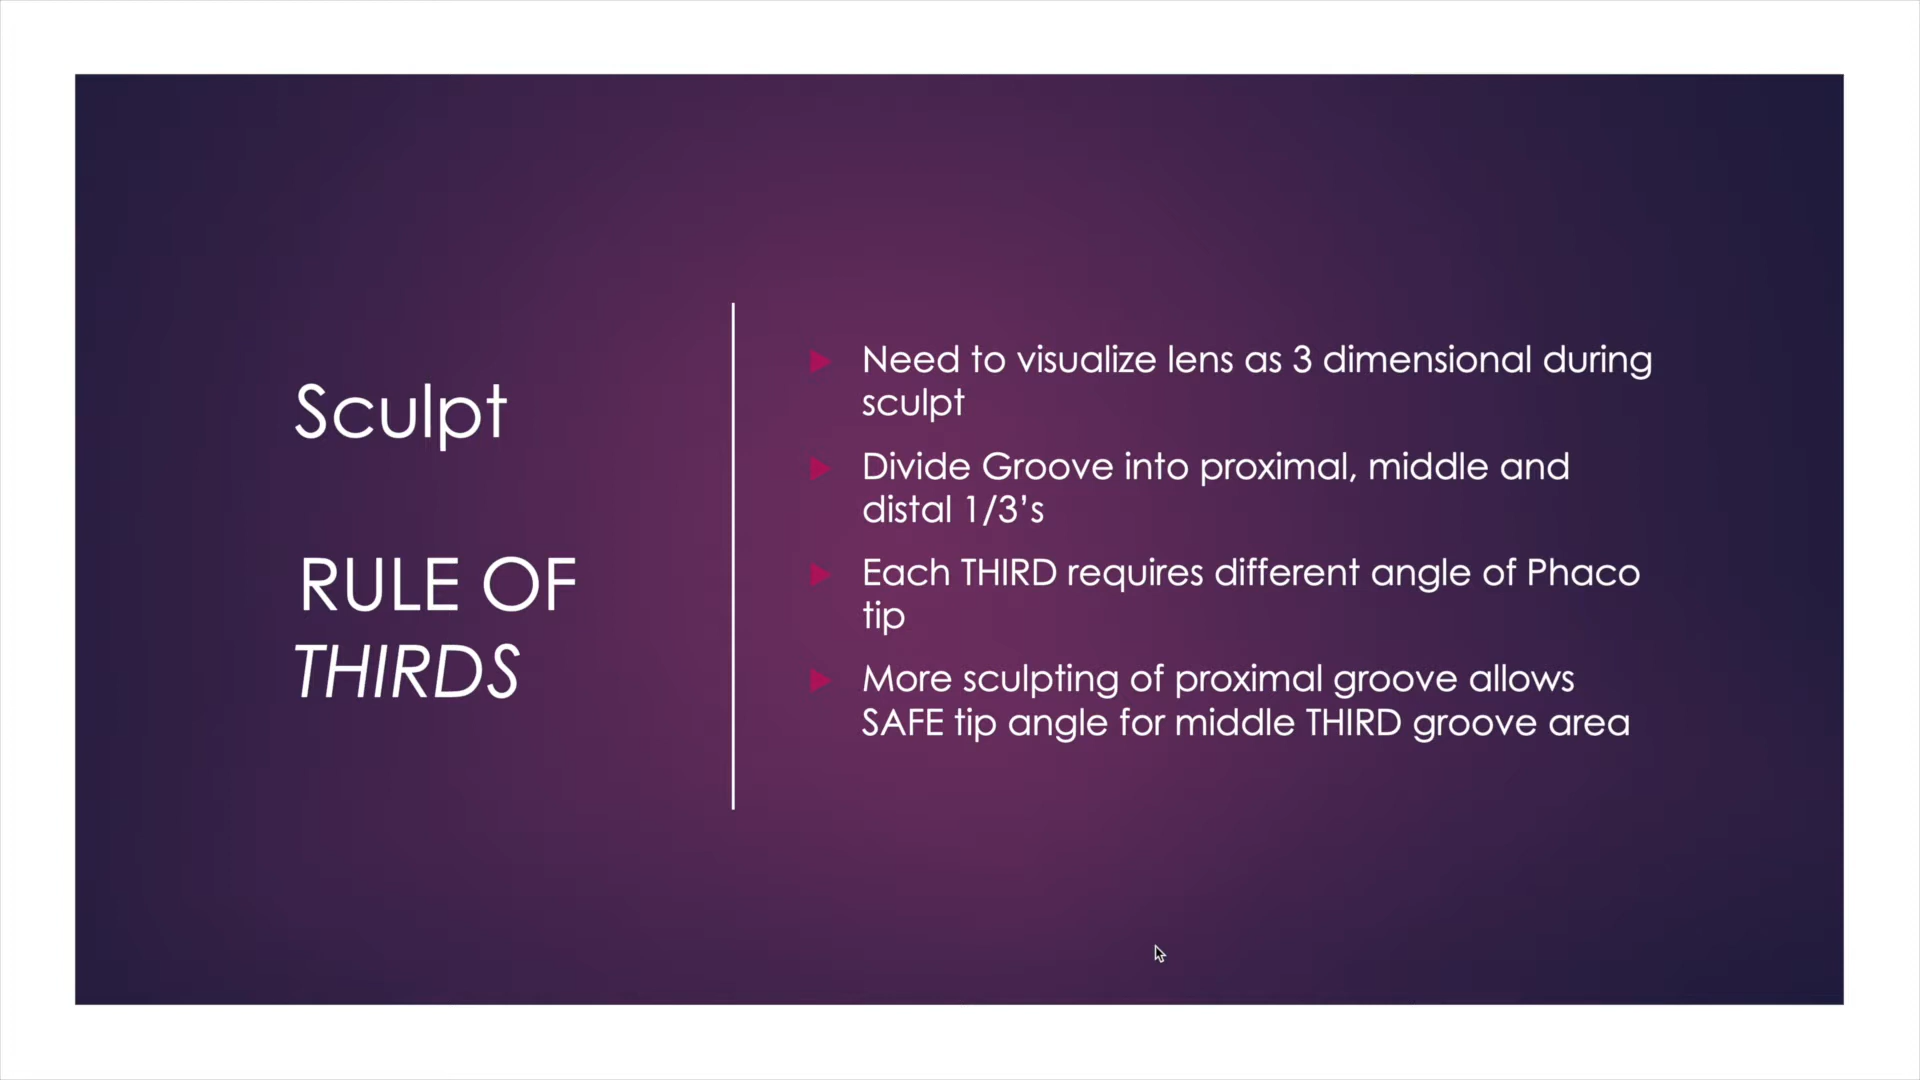 Sculpt
RULE OF
THIRDS
Need to visualize lens as 3 dimensional during
sculpt
Divide Groove into proximal, middle and
distal 1/3’s
Each THIRD requires different angle of Phaco
tip
More sculpting of proximal groove allows
SAFE tip angle for middle THIRD groove area